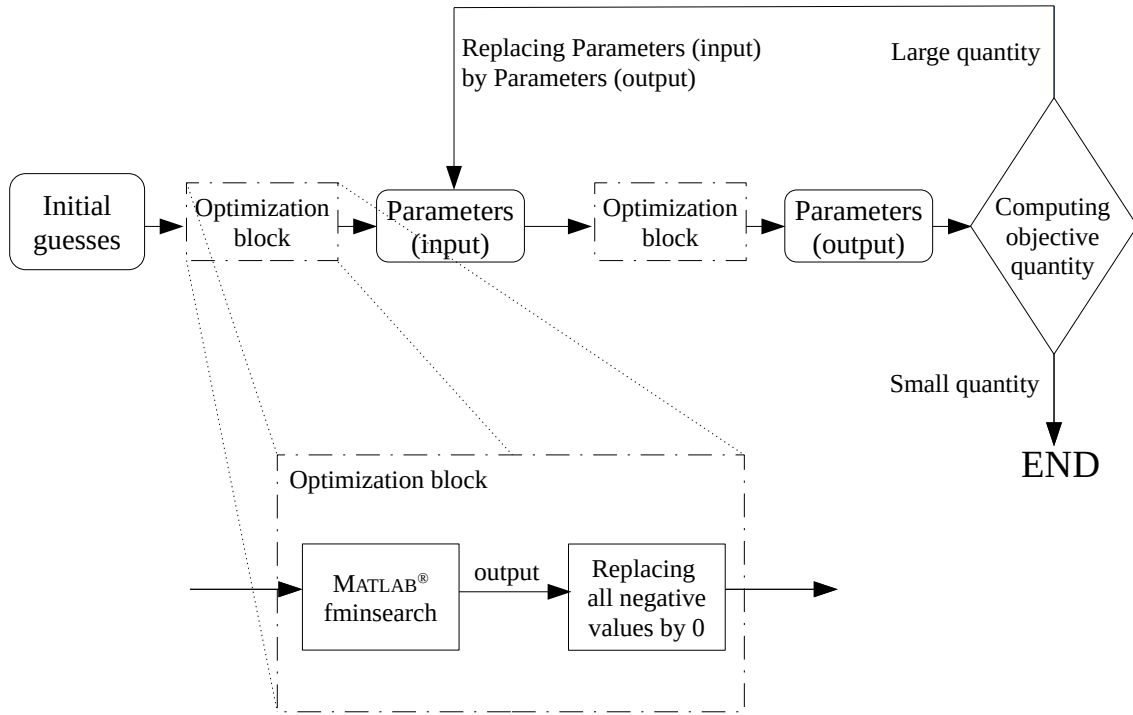 Replacing Parameters (input)
by Parameters (output)
Large quantity
Initial
guesses
Optimization
block
Parameters
(input)
Optimization
block
Parameters
(output)
Computing
objective
quantity
Small quantity
END
Optimization block
MATLAB®
fminsearch
output
Replacing
all negative
values by 0